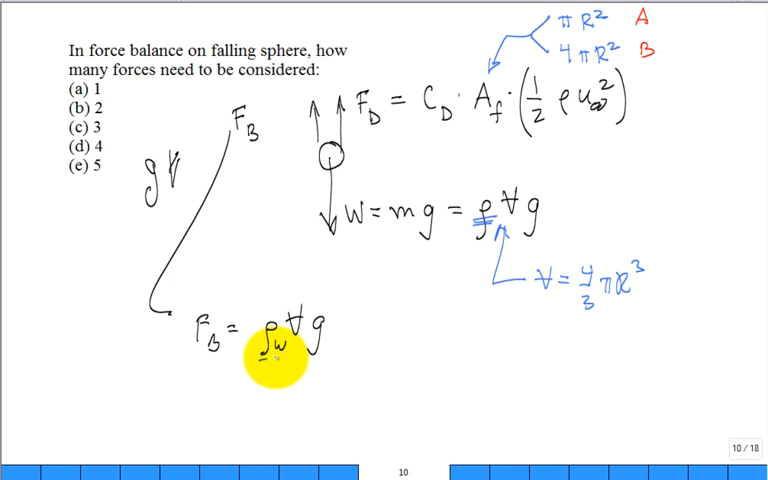 In force balance on falling sphere, how
many forces need to be considered:
(a) 1
(b) 2
(c) 3
(d) 4
(e) 5
πR² A
4πR² B
F_B
F_D = C_D · A_f · (1/2 ρ u_∞²)
g∀
W = mg = ρ∀g
∀ = 4/3 πR³
F_B = ρ_w ∀ g
10 / 18
10